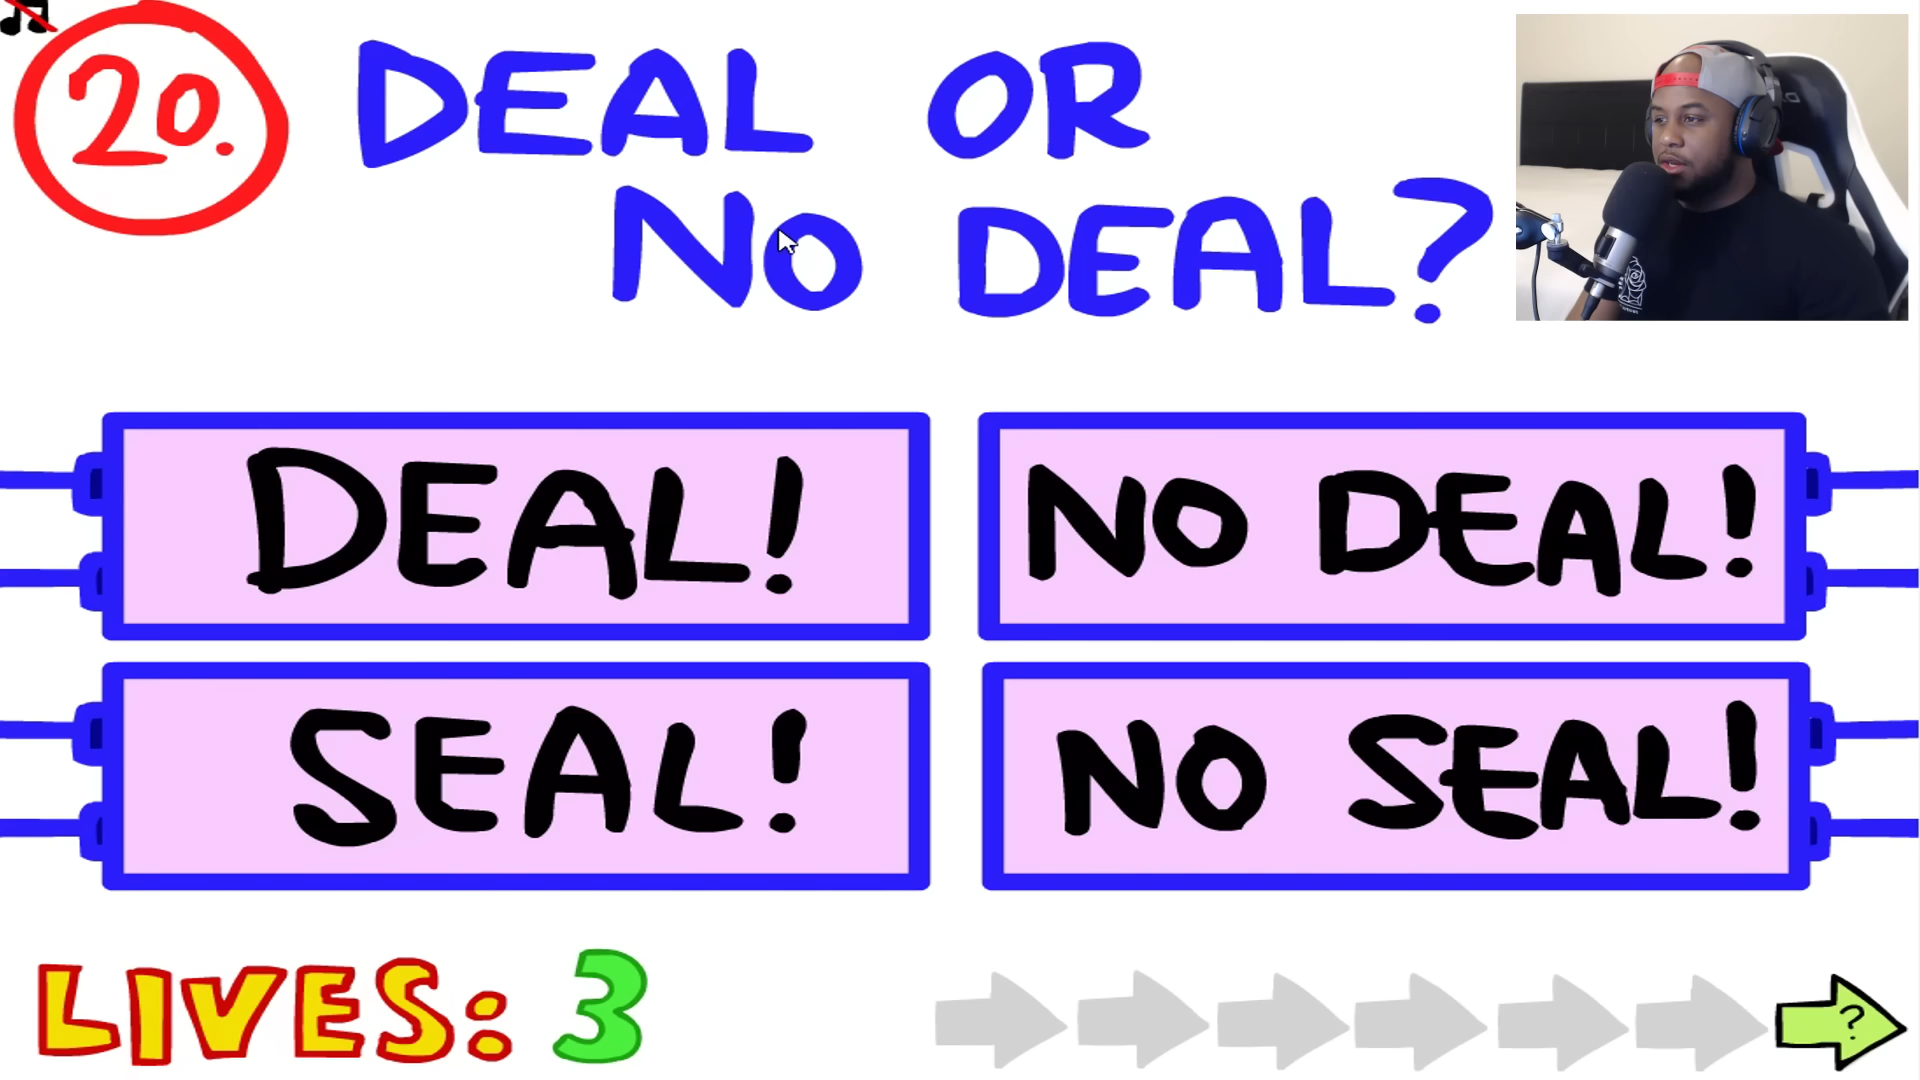 20.
DEAL OR
NO DEAL?
DEAL!
NO DEAL!
SEAL!
NO SEAL!
LIVES: 3
?